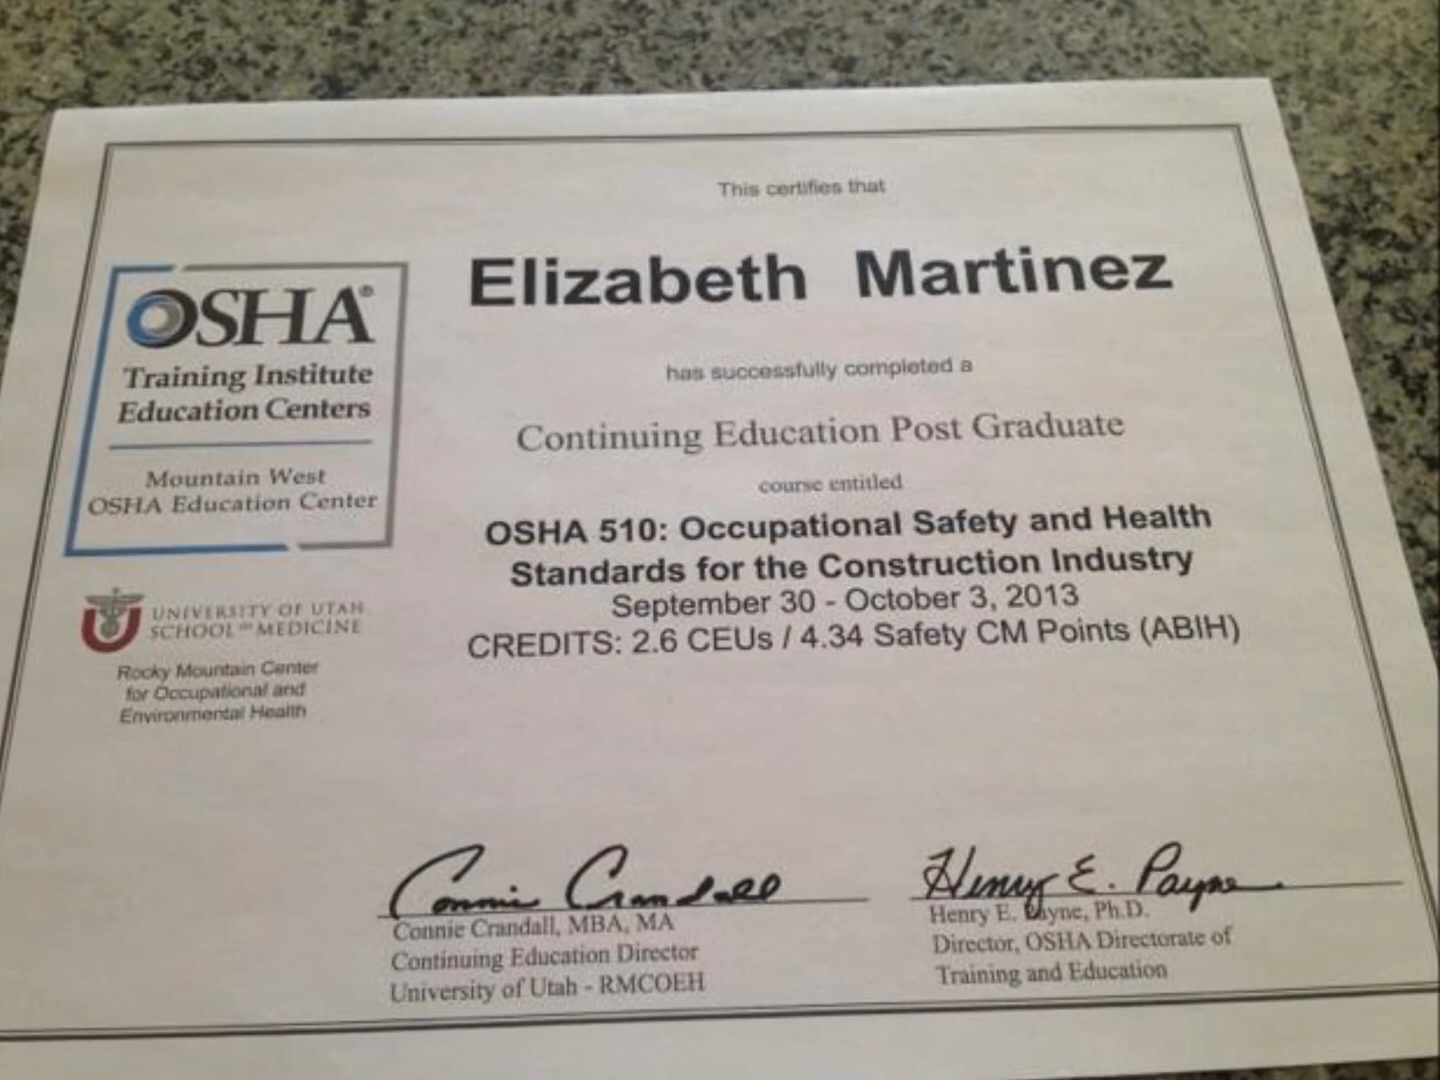 This certifies that
Elizabeth Martinez
has successfully completed a
Continuing Education Post Graduate
course entitled
OSHA 510: Occupational Safety and Health
Standards for the Construction Industry
September 30 - October 3, 2013
CREDITS: 2.6 CEUs / 4.34 Safety CM Points (ABIH)
OSHA®
Training Institute
Education Centers
Mountain West
OSHA Education Center
U UNIVERSITY OF UTAH
SCHOOL OF MEDICINE
Rocky Mountain Center
for Occupational and
Environmental Health
Connie Crandall
Connie Crandall, MBA, MA
Continuing Education Director
University of Utah - RMCOEH
Henry E. Payne
Henry E. Payne, Ph.D.
Director, OSHA Directorate of
Training and Education